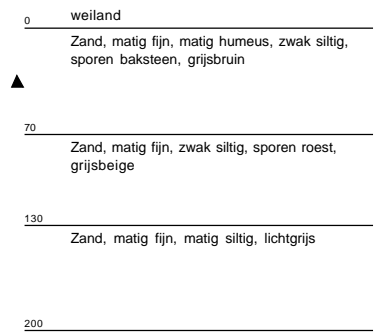 0 weiland
Zand, matig fijn, matig humeus, zwak siltig,
sporen baksteen, grijsbruin
70
Zand, matig fijn, zwak siltig, sporen roest,
grijsbeige
130
Zand, matig fijn, matig siltig, lichtgrijs
200